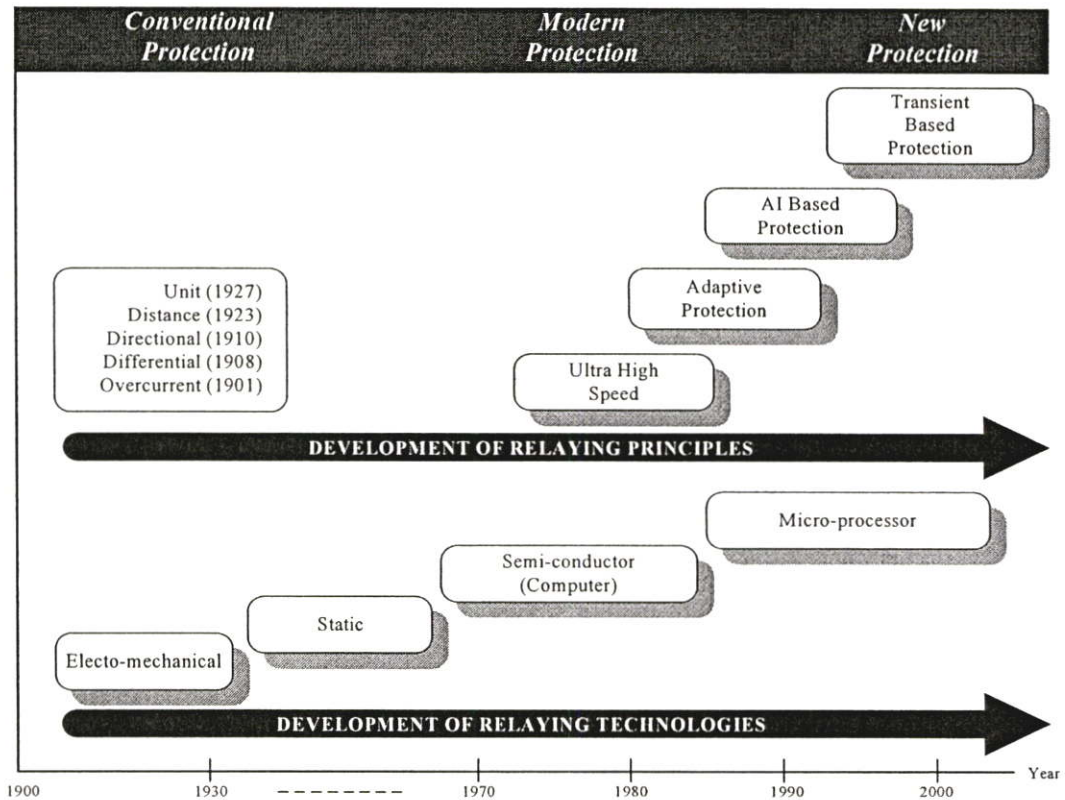 Conventional
Protection
Modern
Protection
New
Protection
Transient
Based
Protection
AI Based
Protection
Adaptive
Protection
Ultra High
Speed
Unit (1927)
Distance (1923)
Directional (1910)
Differential (1908)
Overcurrent (1901)
DEVELOPMENT OF RELAYING PRINCIPLES
Micro-processor
Semi-conductor
(Computer)
Static
Electo-mechanical
DEVELOPMENT OF RELAYING TECHNOLOGIES
1900 1930 1970 1980 1990 2000 Year